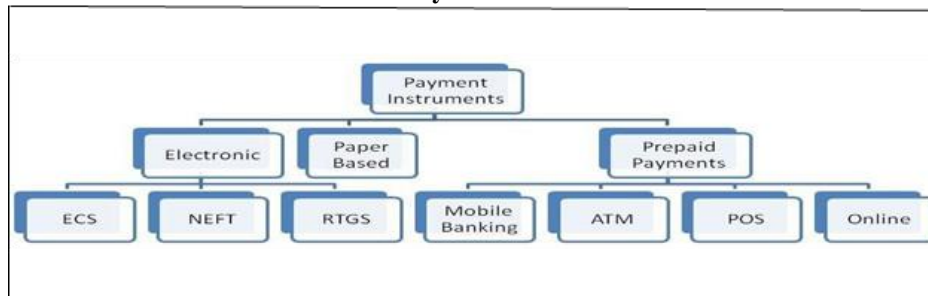 Payment
Instruments
Electronic
Paper
Based
Prepaid
Payments
ECS
NEFT
RTGS
Mobile
Banking
ATM
POS
Online